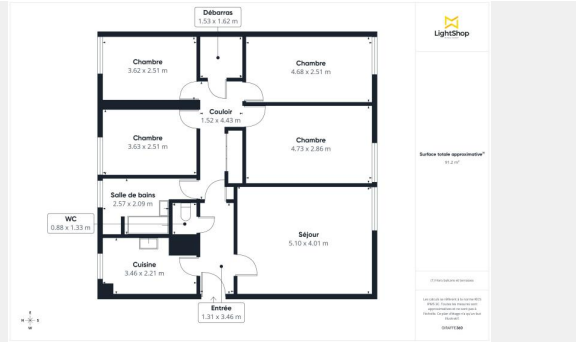 Débarras
1.53 x 1.62 m
Chambre
3.62 x 2.51 m
Chambre
4.68 x 2.51 m
LightShop
Couloir
1.52 x 4.43 m
Chambre
3.63 x 2.51 m
Chambre
4.73 x 2.86 m
Surface totale approximative
Salle de bains
2.57 x 2.09 m
WC
0.88 x 1.33 m
Séjour
5.10 x 4.01 m
Cuisine
3.46 x 2.21 m
Entrée
1.31 x 3.46 m
GIRAFFE360